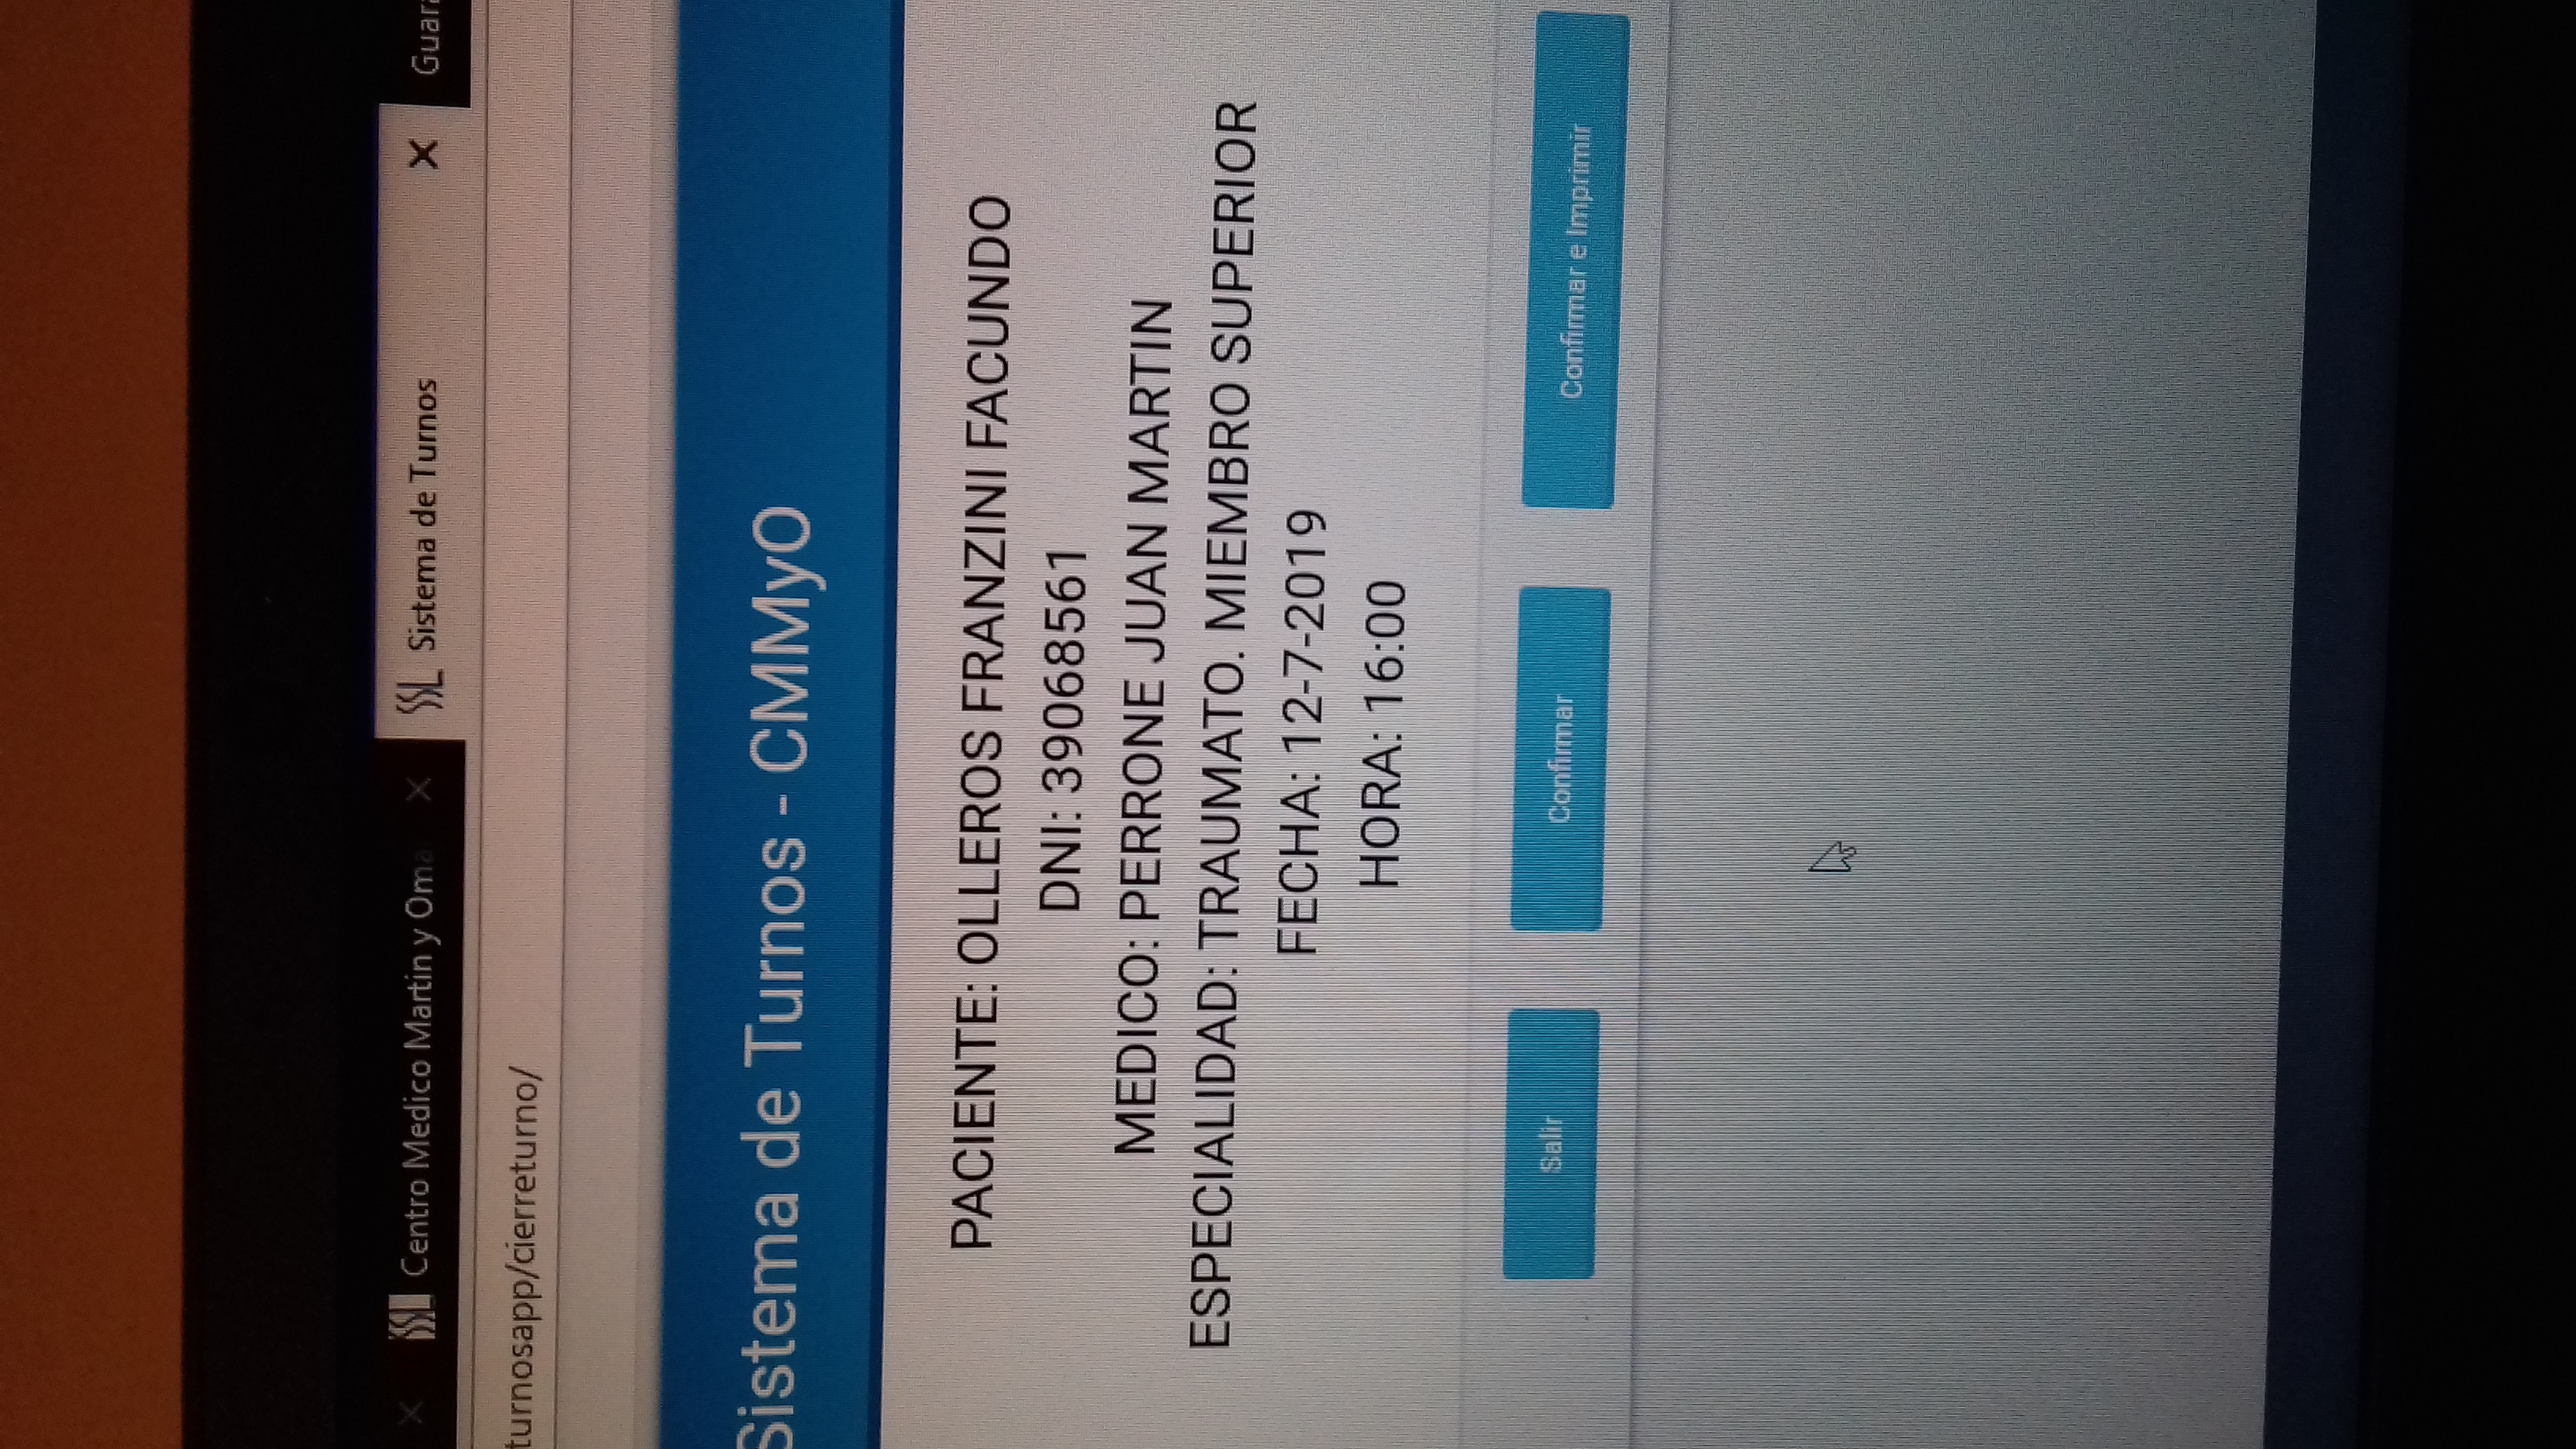 SSL Centro Medico Martin y Oma
SSL Sistema de Turnos
Guar
turnosapp/cierreturno/
Sistema de Turnos - CMMyO
PACIENTE: OLLEROS FRANZINI FACUNDO
DNI: 39068561
MEDICO: PERRONE JUAN MARTIN
ESPECIALIDAD: TRAUMATO. MIEMBRO SUPERIOR
FECHA: 12-7-2019
HORA: 16:00
Salir
Confirmar
Confirmar e Imprimir